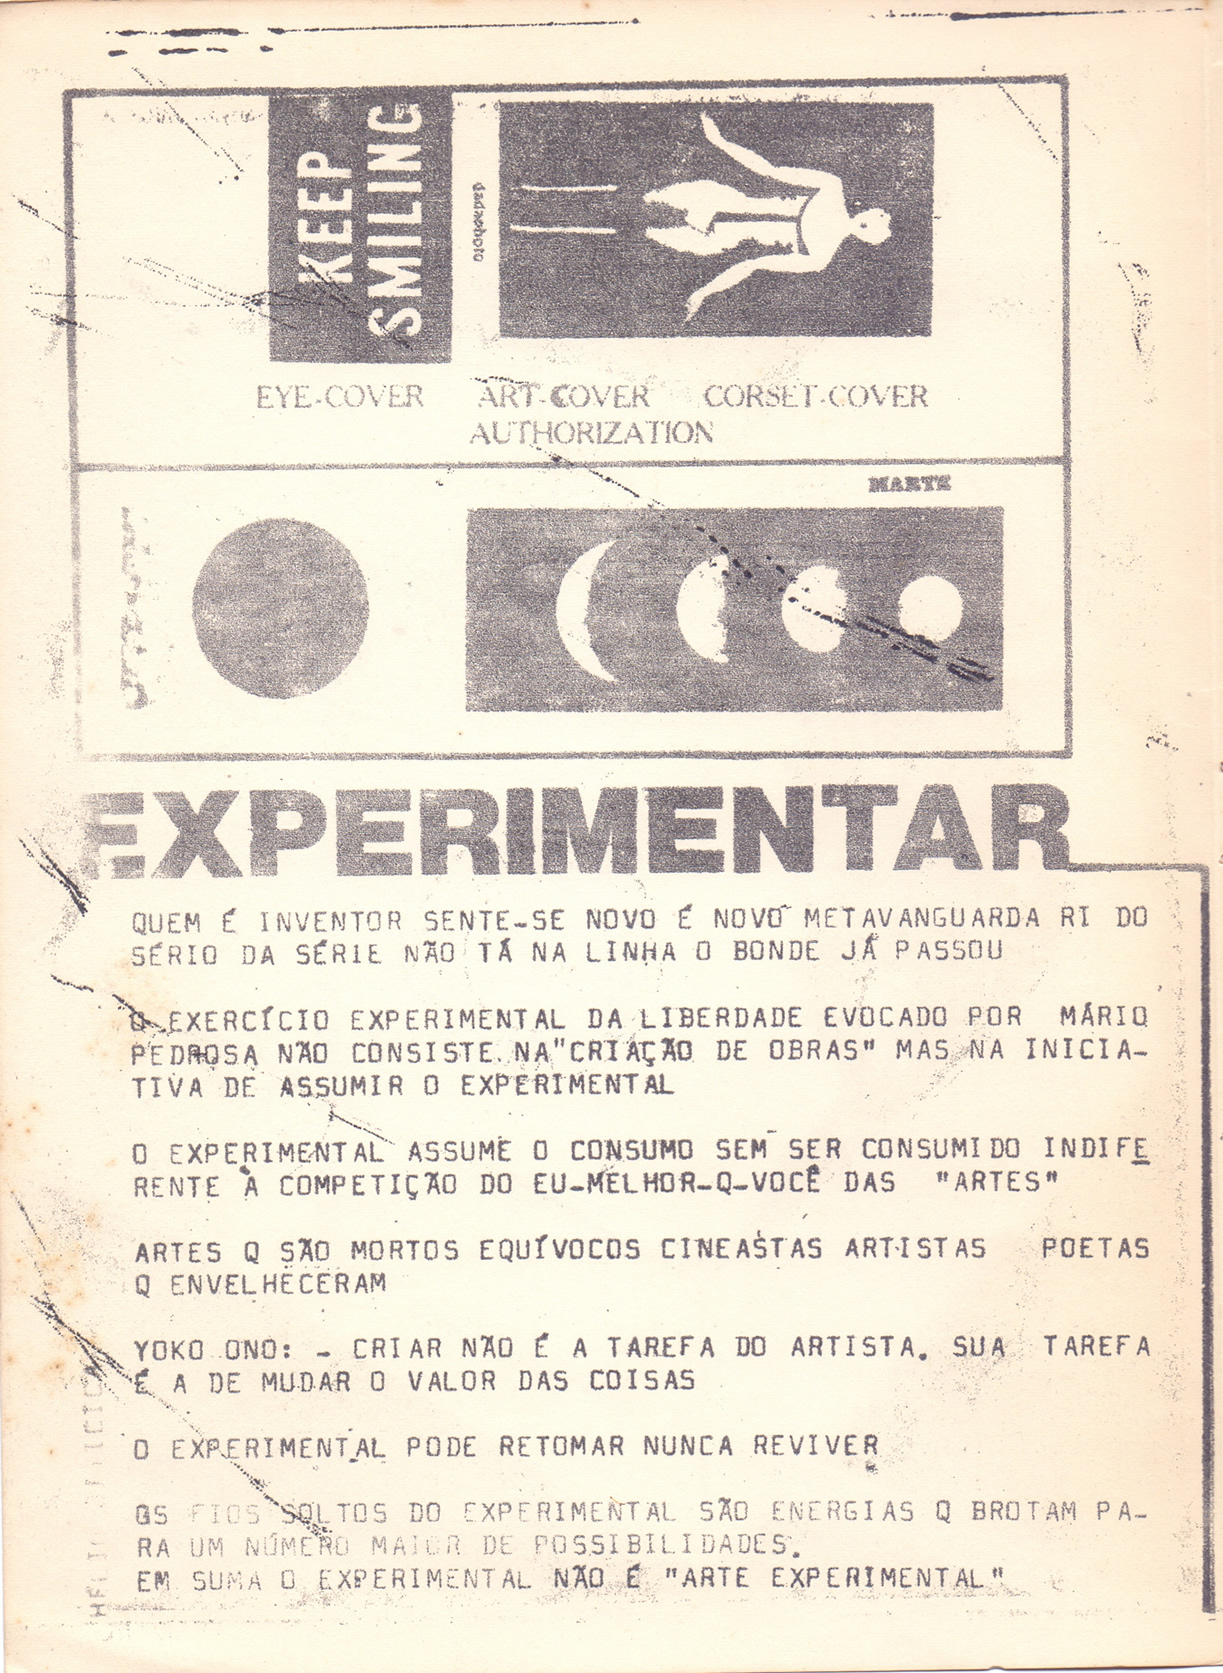 KEEP
SMILING
dadaphoto
EYE-COVER ART-COVER CORSET-COVER
AUTHORIZATION
MARTE
EXPERIMENTAR
QUEM É INVENTOR SENTE-SE NOVO É NOVO METAVANGUARDA RI DO
SÉRIO DA SÉRIE NÃO TÁ NA LINHA O BONDE JÁ PASSOU
O EXERCÍCIO EXPERIMENTAL DA LIBERDADE EVOCADO POR MÁRIO
PEDROSA NÃO CONSISTE NA "CRIAÇÃO DE OBRAS" MAS NA INICIA-
TIVA DE ASSUMIR O EXPERIMENTAL
O EXPERIMENTAL ASSUME O CONSUMO SEM SER CONSUMIDO INDIFE
RENTE À COMPETIÇÃO DO EU-MELHOR-Q-VOCÊ DAS "ARTES"
ARTES Q SÃO MORTOS EQUÍVOCOS CINEASTAS ARTISTAS POETAS
Q ENVELHECERAM
YOKO ONO: - CRIAR NÃO É A TAREFA DO ARTISTA. SUA TAREFA
É A DE MUDAR O VALOR DAS COISAS
O EXPERIMENTAL PODE RETOMAR NUNCA REVIVER
OS FIOS SOLTOS DO EXPERIMENTAL SÃO ENERGIAS Q BROTAM PA-
RA UM NÚMERO MAIOR DE POSSIBILIDADES.
EM SUMA O EXPERIMENTAL NÃO É "ARTE EXPERIMENTAL"